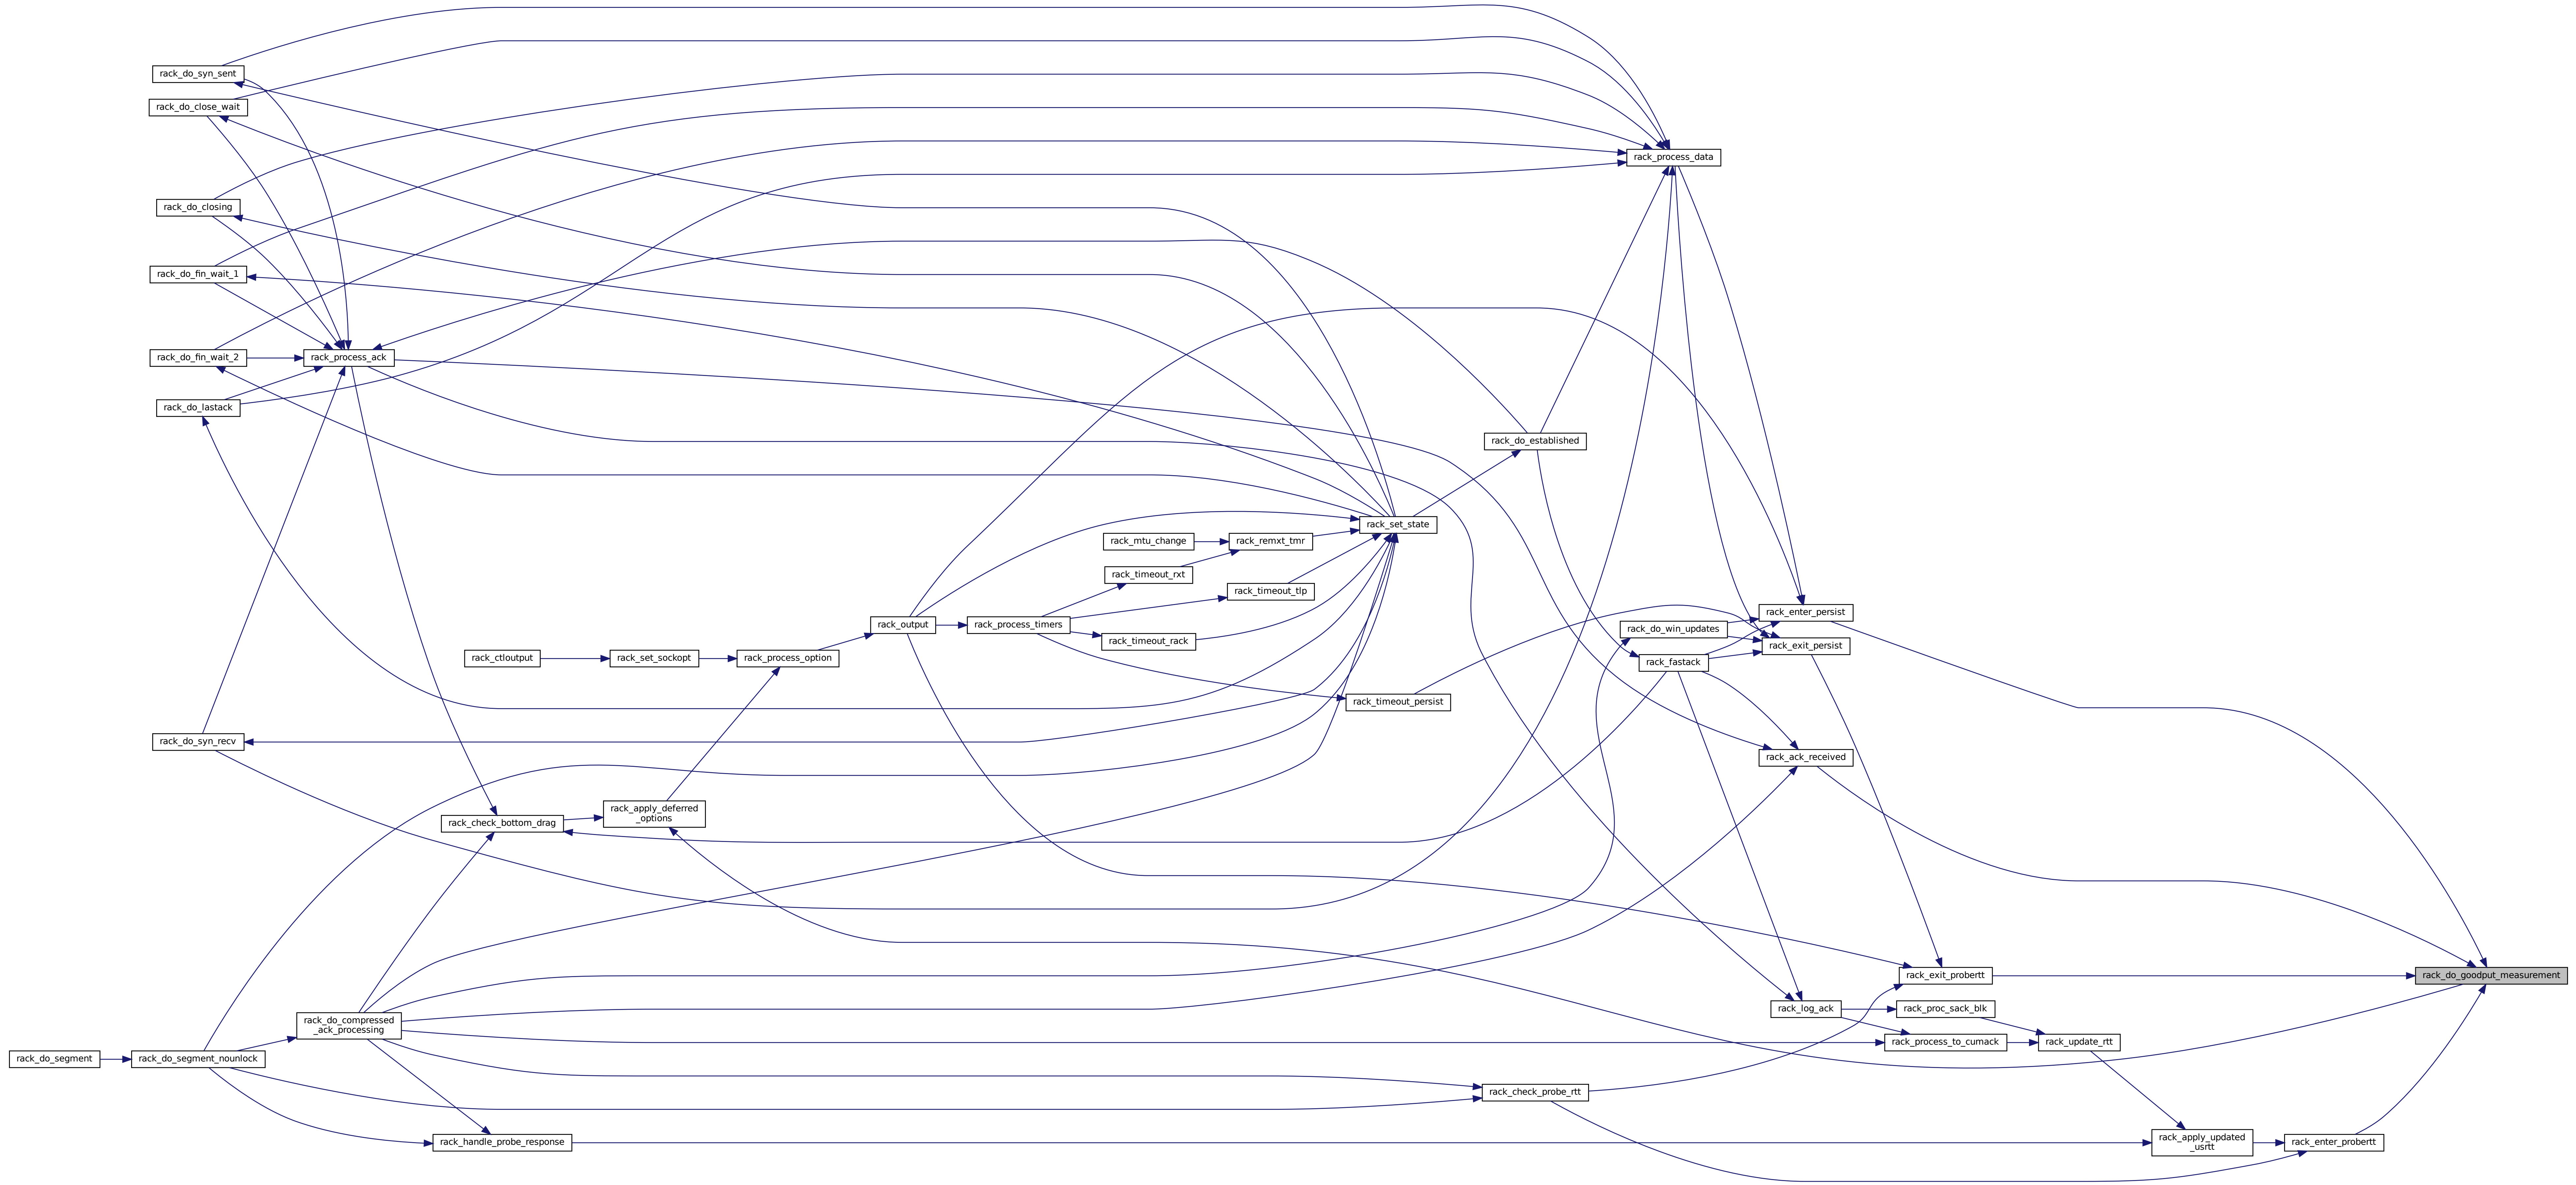 rack_do_syn_sent
rack_do_close_wait
rack_process_data
rack_do_closing
rack_do_fin_wait_1
rack_do_fin_wait_2
rack_process_ack
rack_do_lastack
rack_do_established
rack_set_state
rack_mtu_change
rack_remxt_tmr
rack_timeout_rxt
rack_timeout_tlp
rack_enter_persist
rack_output
rack_process_timers
rack_do_win_updates
rack_timeout_rack
rack_exit_persist
rack_ctloutput
rack_set_sockopt
rack_process_option
rack_fastack
rack_timeout_persist
rack_do_syn_recv
rack_ack_received
rack_apply_deferred
_options
rack_check_bottom_drag
rack_exit_probertt
rack_do_goodput_measurement
rack_log_ack
rack_proc_sack_blk
rack_do_compressed
_ack_processing
rack_process_to_cumack
rack_update_rtt
rack_do_segment
rack_do_segment_nounlock
rack_check_probe_rtt
rack_handle_probe_response
rack_apply_updated
_usrtt
rack_enter_probertt